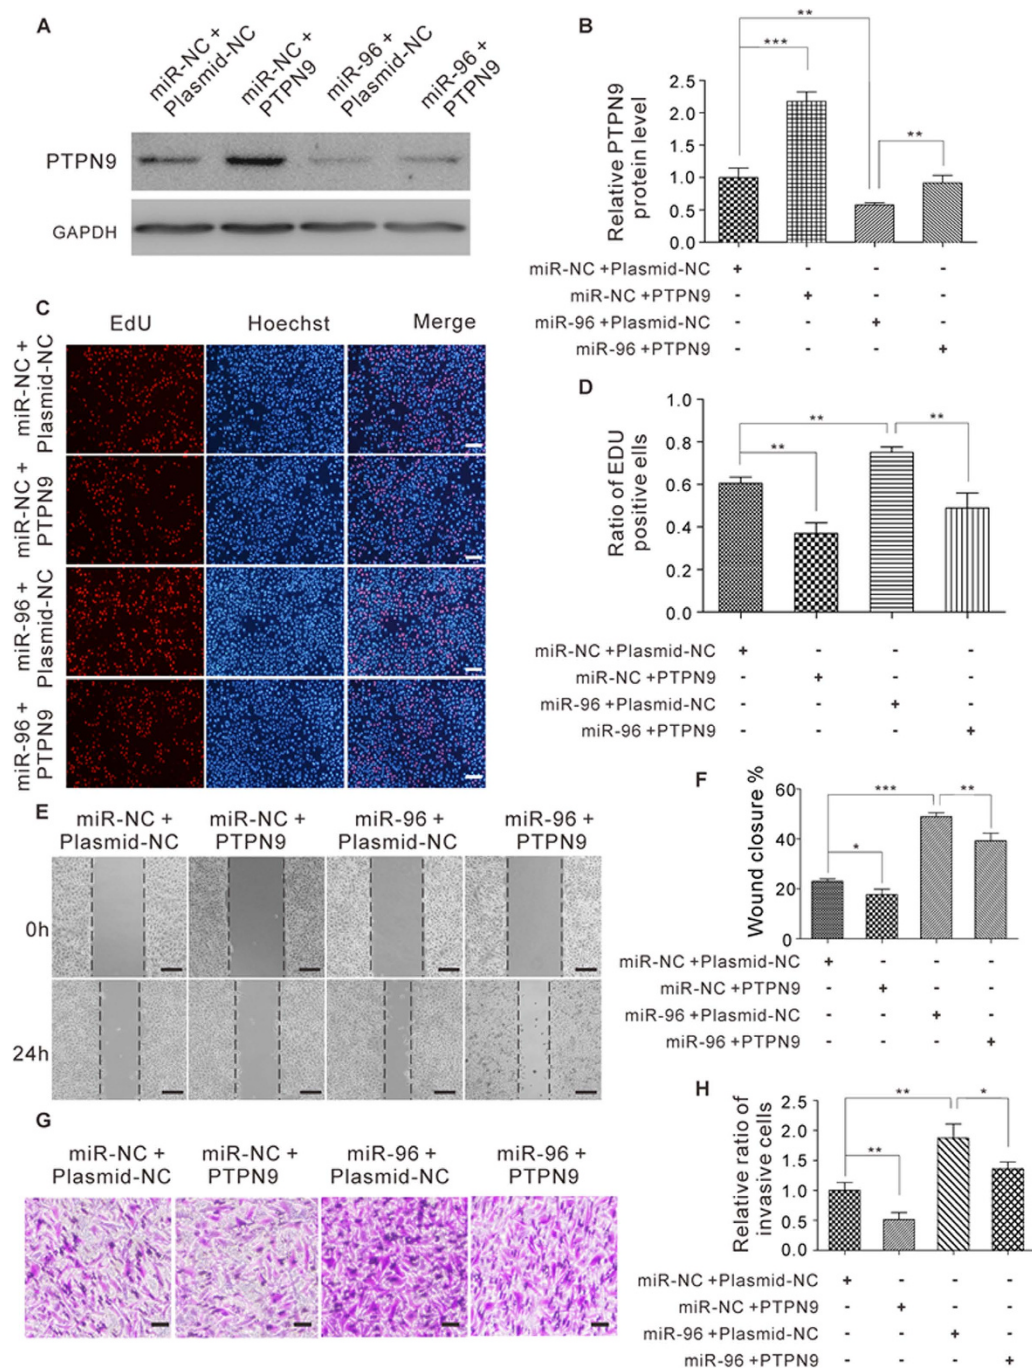 A
miR-NC +
Plasmid-NC
miR-NC +
PTPN9
miR-96 +
Plasmid-NC
miR-96 +
PTPN9
PTPN9
GAPDH
B
**
***
**
Relative PTPN9
protein level
2.5
2.0
1.5
1.0
0.5
0.0
miR-NC +Plasmid-NC + - - -
miR-NC +PTPN9 - + - -
miR-96 +Plasmid-NC - - + -
miR-96 +PTPN9 - - - +
C
EdU Hoechst Merge
miR-NC +
Plasmid-NC
miR-NC +
PTPN9
miR-96 +
Plasmid-NC
miR-96 +
PTPN9
D
**
**
**
Ratio of EDU
positive ells
1.0
0.8
0.6
0.4
0.2
0.0
miR-NC +Plasmid-NC + - - -
miR-NC +PTPN9 - + - -
miR-96 +Plasmid-NC - - + -
miR-96 +PTPN9 - - - +
E
miR-NC +
Plasmid-NC
miR-NC +
PTPN9
miR-96 +
Plasmid-NC
miR-96 +
PTPN9
0h
24h
F
***
**
*
Wound closure %
60
40
20
0
miR-NC +Plasmid-NC + - - -
miR-NC +PTPN9 - + - -
miR-96 +Plasmid-NC - - + -
miR-96 +PTPN9 - - - +
G
miR-NC +
Plasmid-NC
miR-NC +
PTPN9
miR-96 +
Plasmid-NC
miR-96 +
PTPN9
H
**
*
**
Relative ratio of
invasive cells
2.5
2.0
1.5
1.0
0.5
0.0
miR-NC +Plasmid-NC + - - -
miR-NC +PTPN9 - + - -
miR-96 +Plasmid-NC - - + -
miR-96 +PTPN9 - - - +